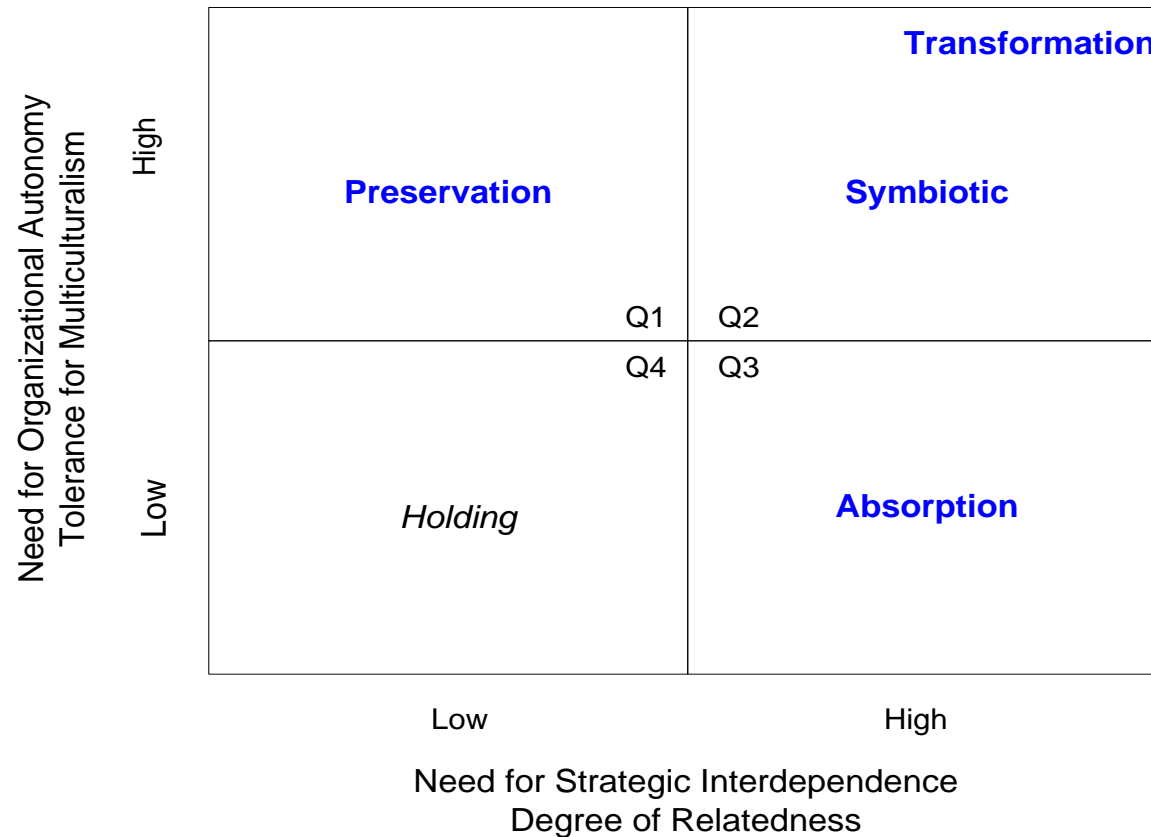 Need for Organizational Autonomy
Tolerance for Multiculturalism
High
Low
Transformation
Preservation
Symbiotic
Q1
Q2
Q4
Q3
Holding
Absorption
Low
High
Need for Strategic Interdependence
Degree of Relatedness